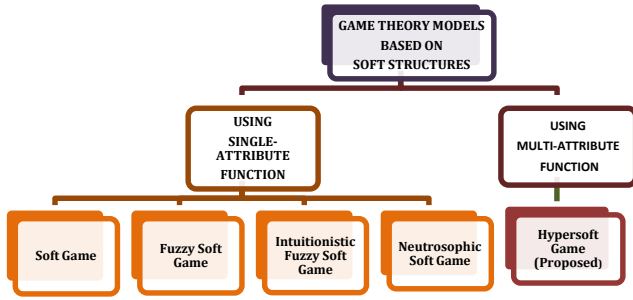 GAME THEORY MODELS
BASED ON
SOFT STRUCTURES
USING
SINGLE-
ATTRIBUTE
FUNCTION
USING
MULTI-ATTRIBUTE
FUNCTION
Soft Game
Fuzzy Soft
Game
Intuitionistic
Fuzzy Soft
Game
Neutrosophic
Soft Game
Hypersoft
Game
(Proposed)